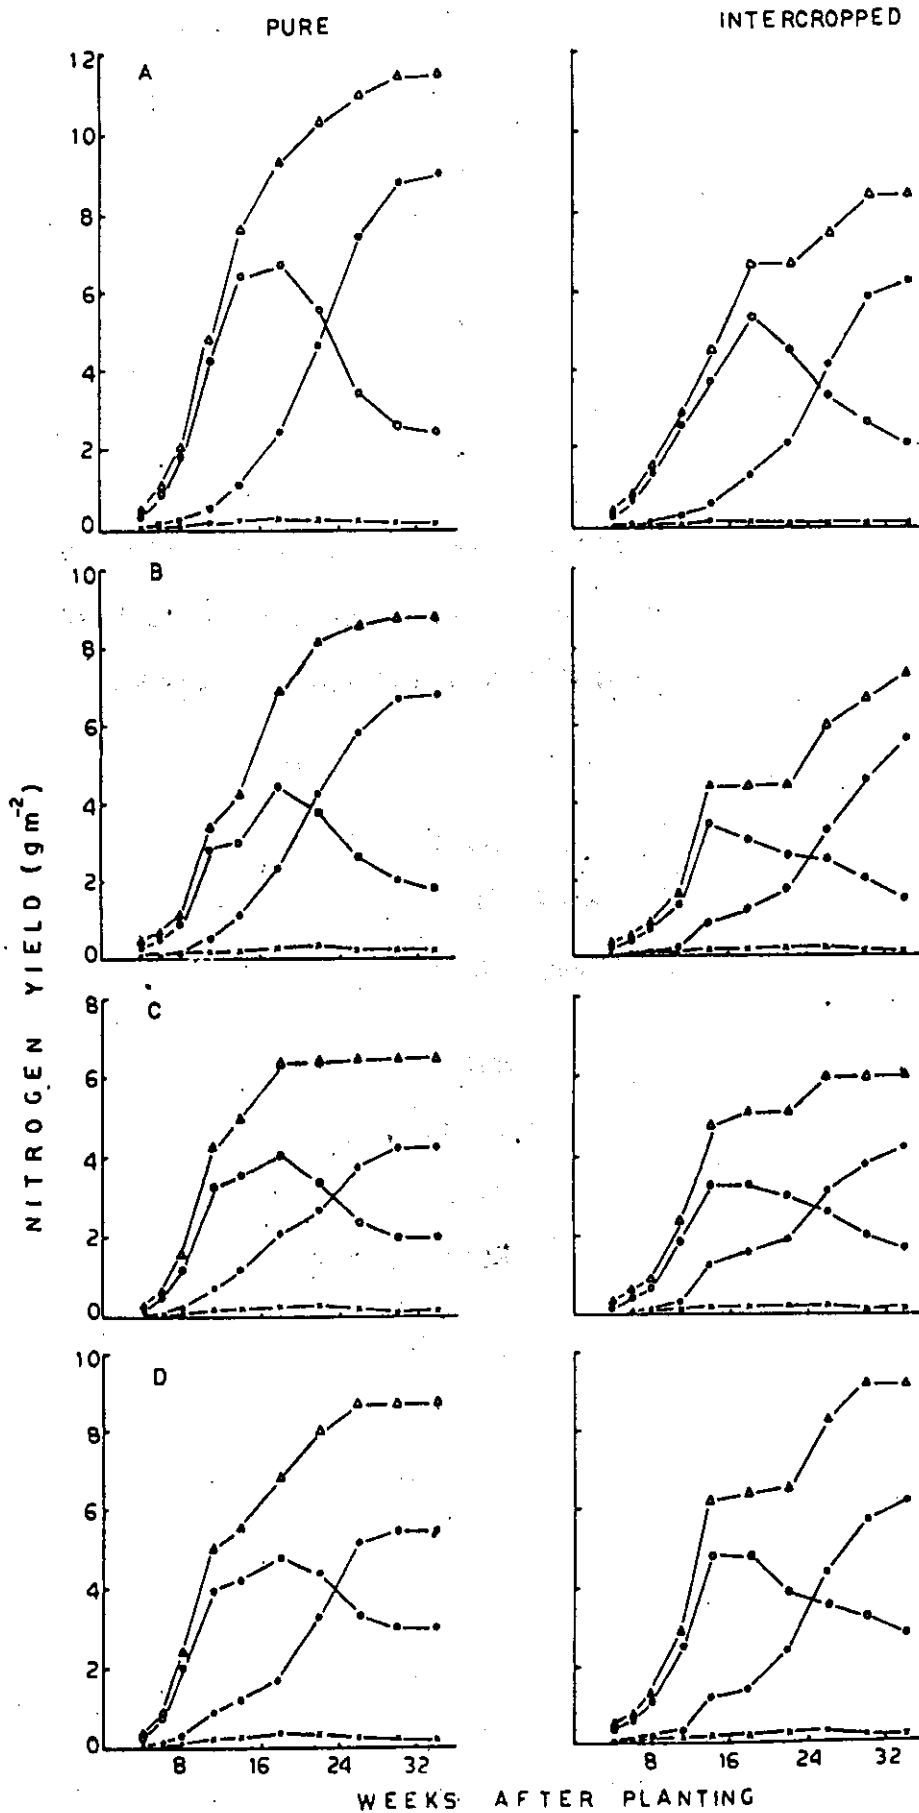 PURE
INTERCROPPED
A
12
10
8
6
4
2
0
B
10
8
6
4
2
0
C
8
6
4
2
0
D
10
8
6
4
2
0
8 16 24 32
8 16 24 32
NITROGEN YIELD (gm⁻²)
WEEKS AFTER PLANTING